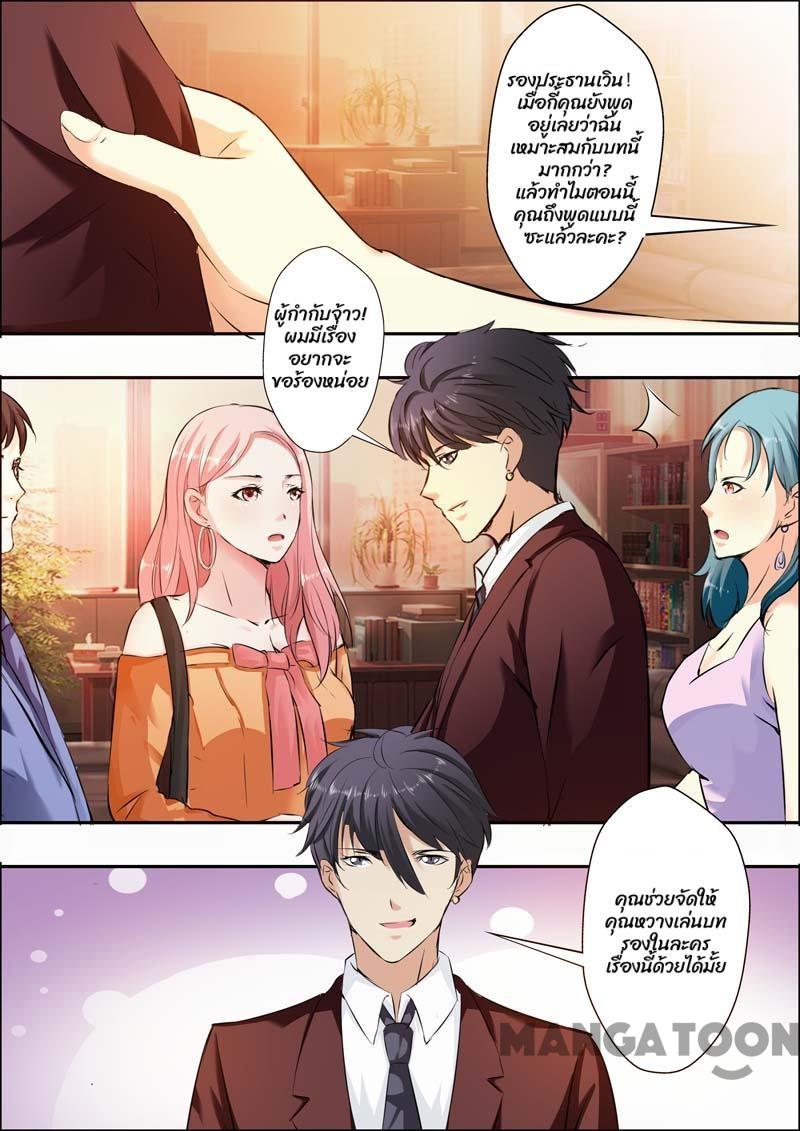 รองประธานเวิน!
เมื่อกี้คุณยังพูด
อยู่เลยว่าฉัน
เหมาะสมกับบทนี้
มากกว่า?
แล้วทำไมตอนนี้
คุณถึงพูดแบบนี้
ซะแล้วละคะ?
ผู้กำกับจ้าว!
ผมมีเรื่อง
อยากจะ
ขอร้องหน่อย
คุณช่วยจัดให้
คุณหวางเล่นบท
รองในละคร
เรื่องนี้ด้วยได้มั้ย
MANGATOON